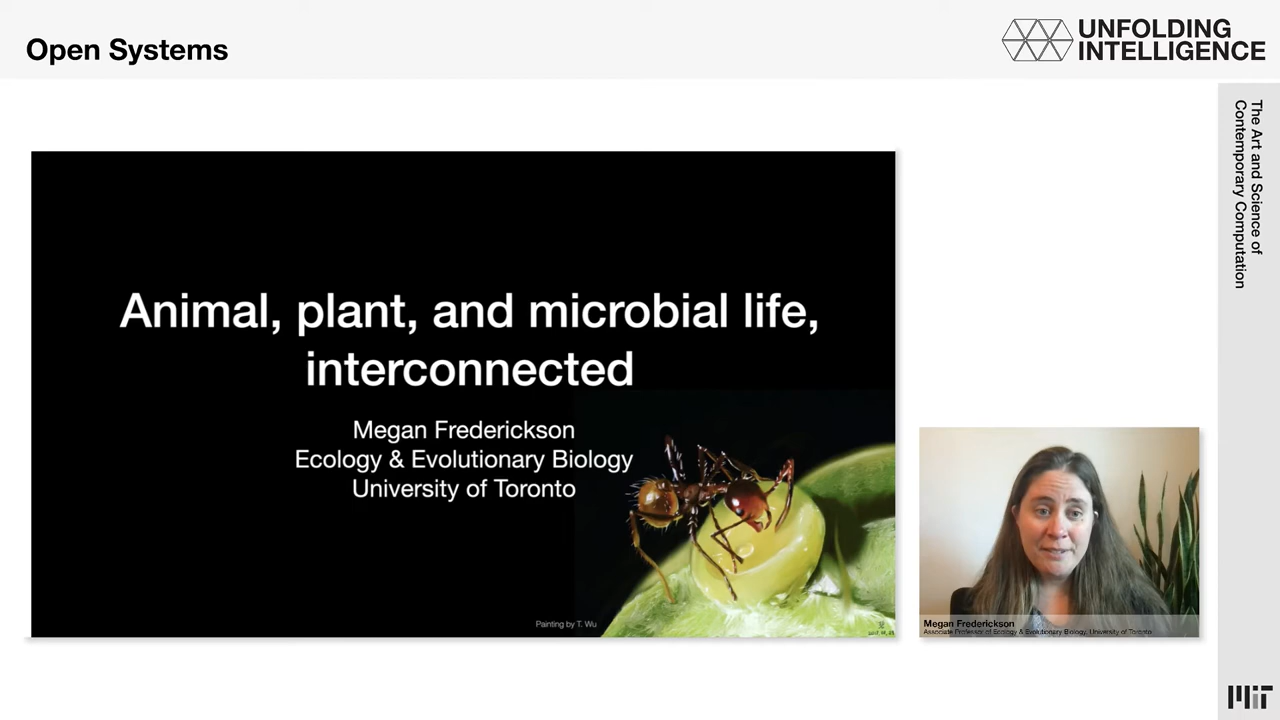 Open Systems
UNFOLDING
INTELLIGENCE
The Art and Science of
Contemporary Computation
Animal, plant, and microbial life,
interconnected
Megan Frederickson
Ecology & Evolutionary Biology
University of Toronto
Painting by T. Wu
Megan Frederickson
Associate Professor of Ecology & Evolutionary Biology, University of Toronto
MIT